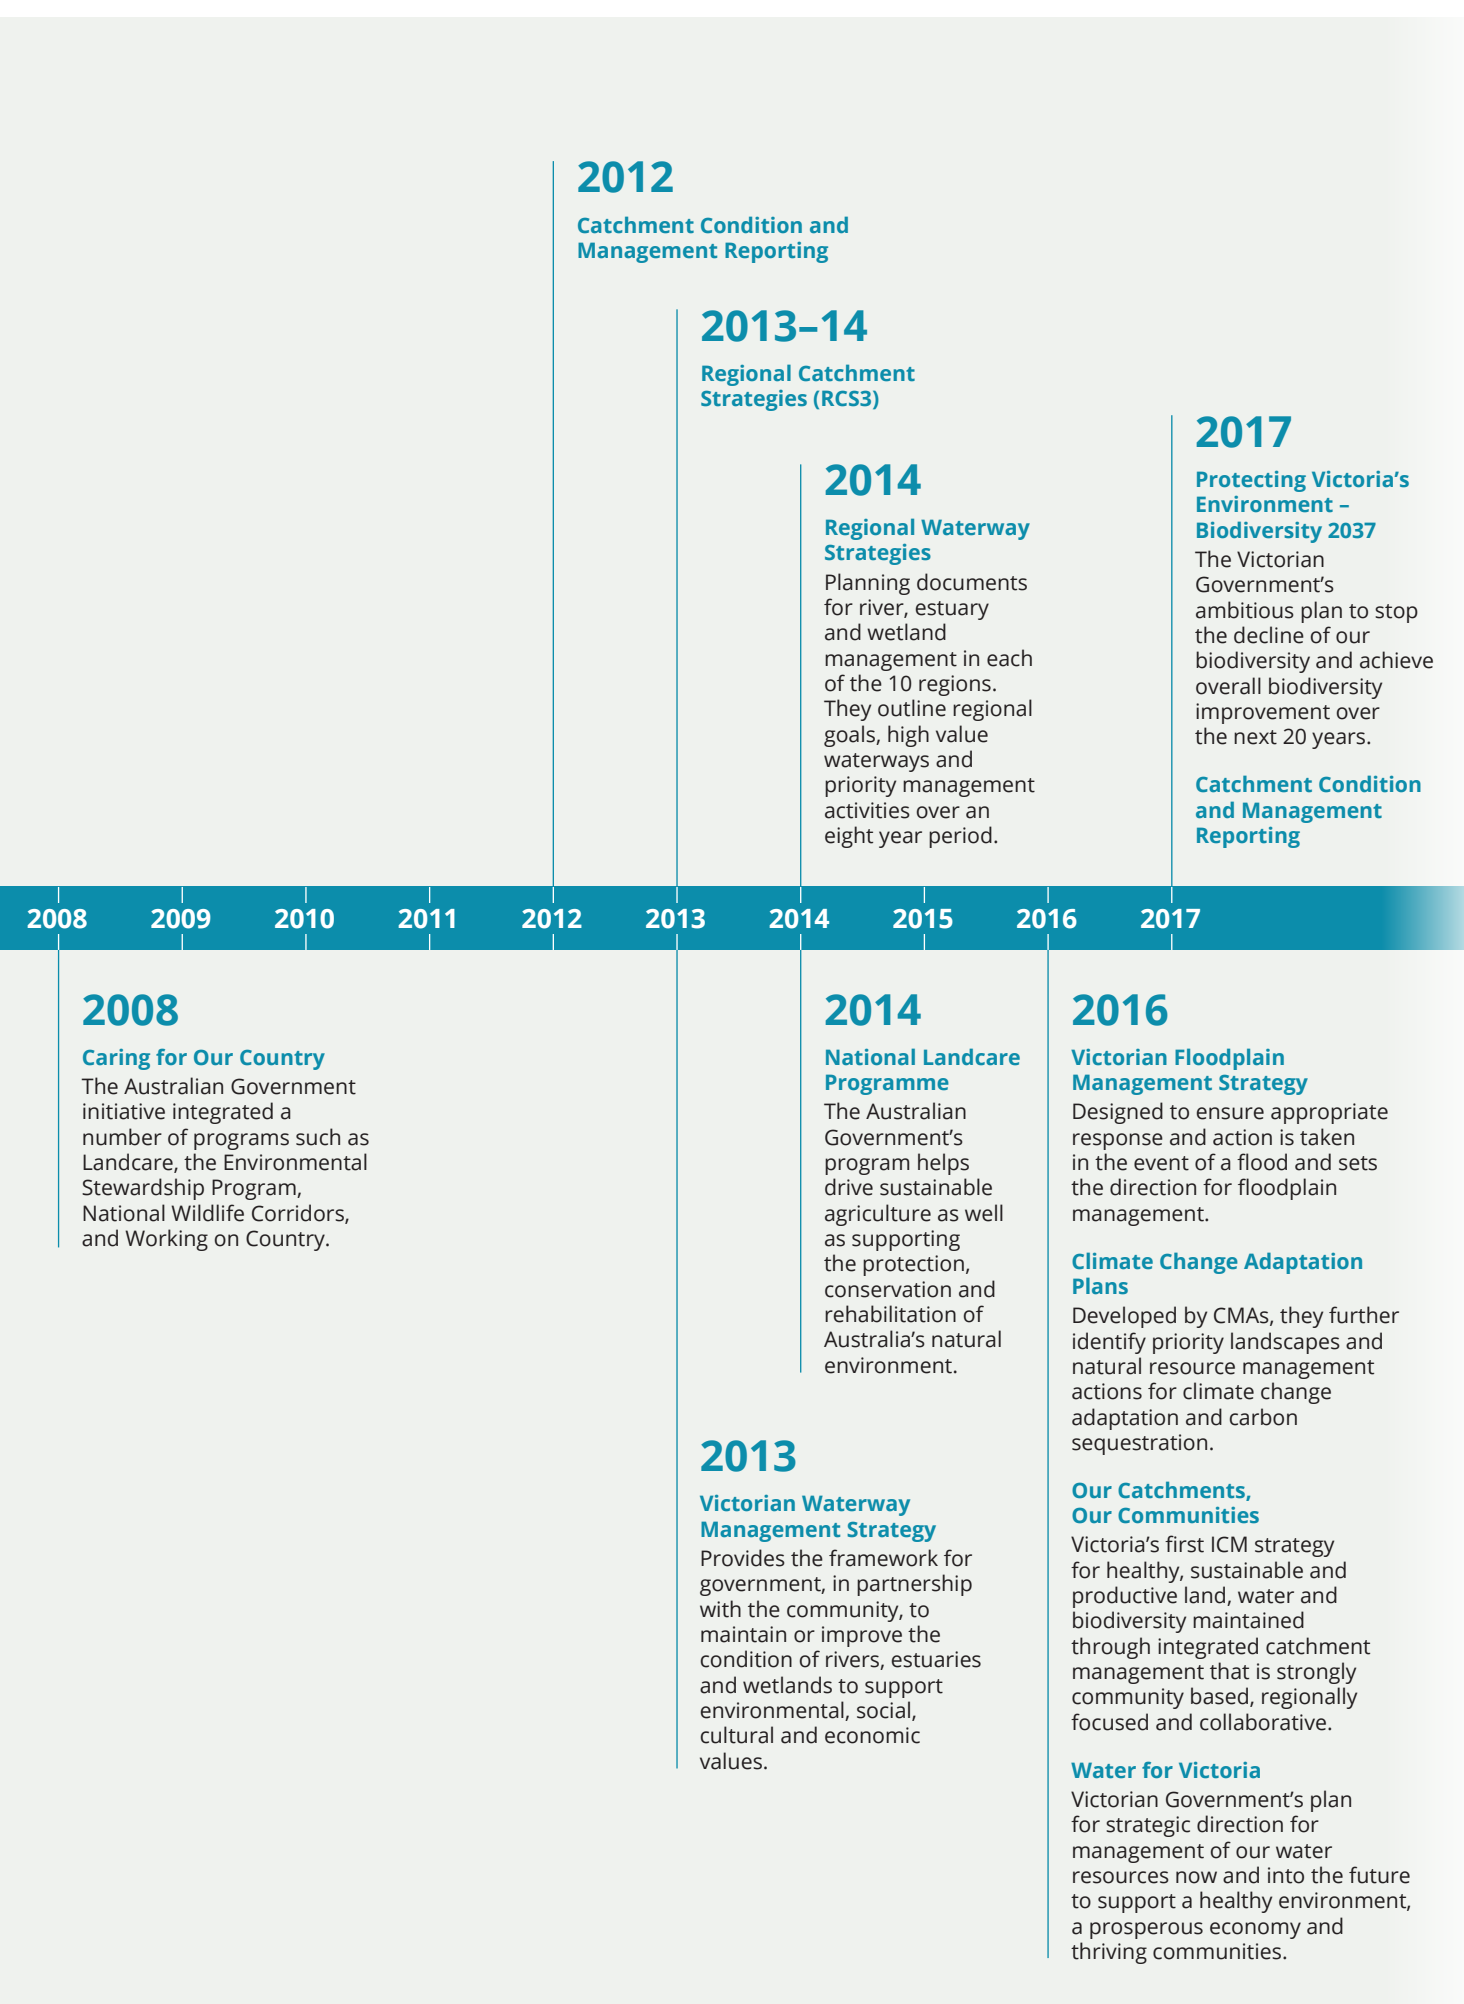 2012
Catchment Condition and
Management Reporting
2013–14
Regional Catchment
Strategies (RCS3)
2014
Regional Waterway
Strategies
Planning documents
for river, estuary
and wetland
management in each
of the 10 regions.
They outline regional
goals, high value
waterways and
priority management
activities over an
eight year period.
2017
Protecting Victoria’s
Environment –
Biodiversity 2037
The Victorian
Government’s
ambitious plan to stop
the decline of our
biodiversity and achieve
overall biodiversity
improvement over
the next 20 years.
Catchment Condition
and Management
Reporting
2008 2009 2010 2011 2012 2013 2014 2015 2016 2017
2008
Caring for Our Country
The Australian Government
initiative integrated a
number of programs such as
Landcare, the Environmental
Stewardship Program,
National Wildlife Corridors,
and Working on Country.
2014
National Landcare
Programme
The Australian
Government’s
program helps
drive sustainable
agriculture as well
as supporting
the protection,
conservation and
rehabilitation of
Australia’s natural
environment.
2013
Victorian Waterway
Management Strategy
Provides the framework for
government, in partnership
with the community, to
maintain or improve the
condition of rivers, estuaries
and wetlands to support
environmental, social,
cultural and economic
values.
2016
Victorian Floodplain
Management Strategy
Designed to ensure appropriate
response and action is taken
in the event of a flood and sets
the direction for floodplain
management.
Climate Change Adaptation
Plans
Developed by CMAs, they further
identify priority landscapes and
natural resource management
actions for climate change
adaptation and carbon
sequestration.
Our Catchments,
Our Communities
Victoria’s first ICM strategy
for healthy, sustainable and
productive land, water and
biodiversity maintained
through integrated catchment
management that is strongly
community based, regionally
focused and collaborative.
Water for Victoria
Victorian Government’s plan
for strategic direction for
management of our water
resources now and into the future
to support a healthy environment,
a prosperous economy and
thriving communities.